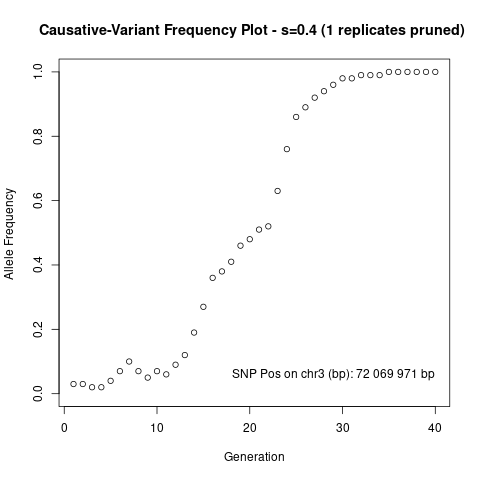 Causative-Variant Frequency Plot - s=0.4 (1 replicates pruned)
1.0
0.8
0.6
0.4
0.2
0.0
Allele Frequency
SNP Pos on chr3 (bp): 72 069 971 bp
0 10 20 30 40
Generation